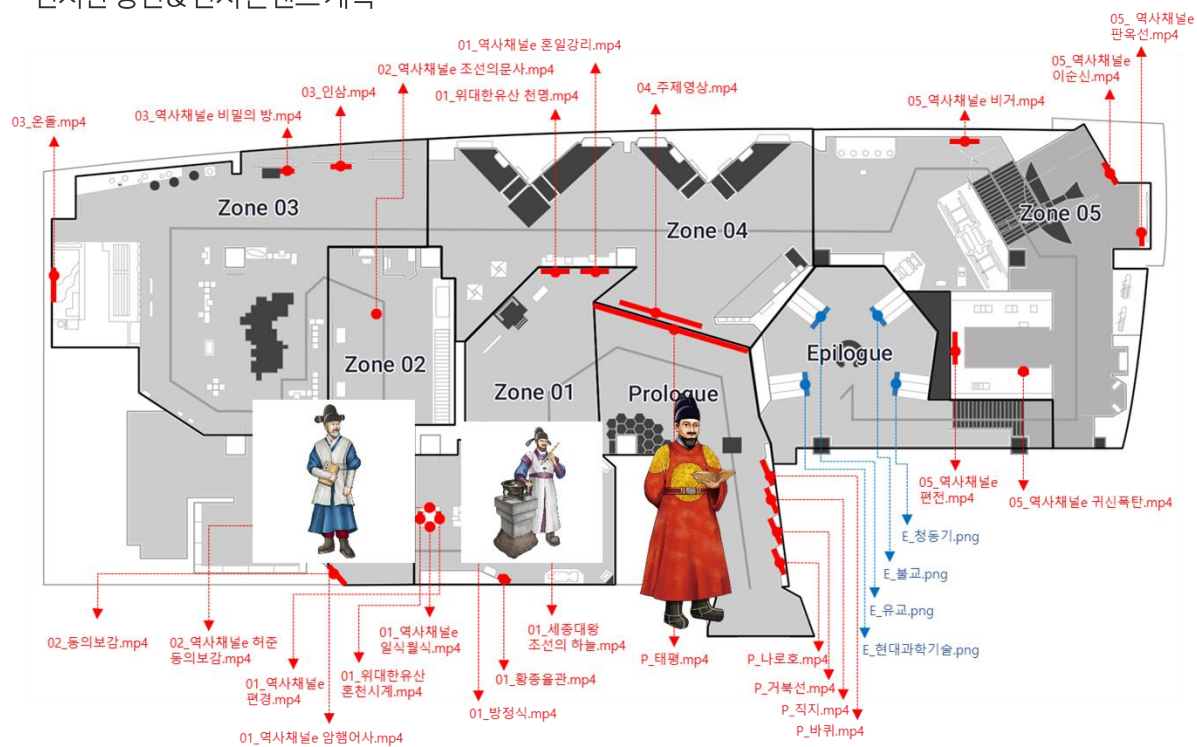 05_ 역사채널e
판옥선.mp4
01_역사채널e 혼일강리.mp4
05_역사채널e
이순신.mp4
02_역사채널e 조선의문사.mp4
03_인삼.mp4
01_위대한유산 천명.mp4
04_주제영상.mp4
05_역사채널e 비거.mp4
03_온돌.mp4
03_역사채널e 비밀의 방.mp4
Zone 03
Zone 04
Zone 05
Zone 02
Zone 01
Prologue
Epilogue
05_역사채널e
편전.mp4
05_역사채널e 귀신폭탄.mp4
E_청동기.png
E_불교.png
E_유교.png
E_현대과학기술.png
02_동의보감.mp4
02_역사채널e 허준
동의보감.mp4
01_역사채널e
일식월식.mp4
01_세종대왕
조선의 하늘.mp4
P_태평.mp4
P_나로호.mp4
01_역사채널e
편경.mp4
01_위대한유산
혼천시계.mp4
01_황종율관.mp4
P_거북선.mp4
01_방정식.mp4
P_직지.mp4
P_바퀴.mp4
01_역사채널e 암행어사.mp4